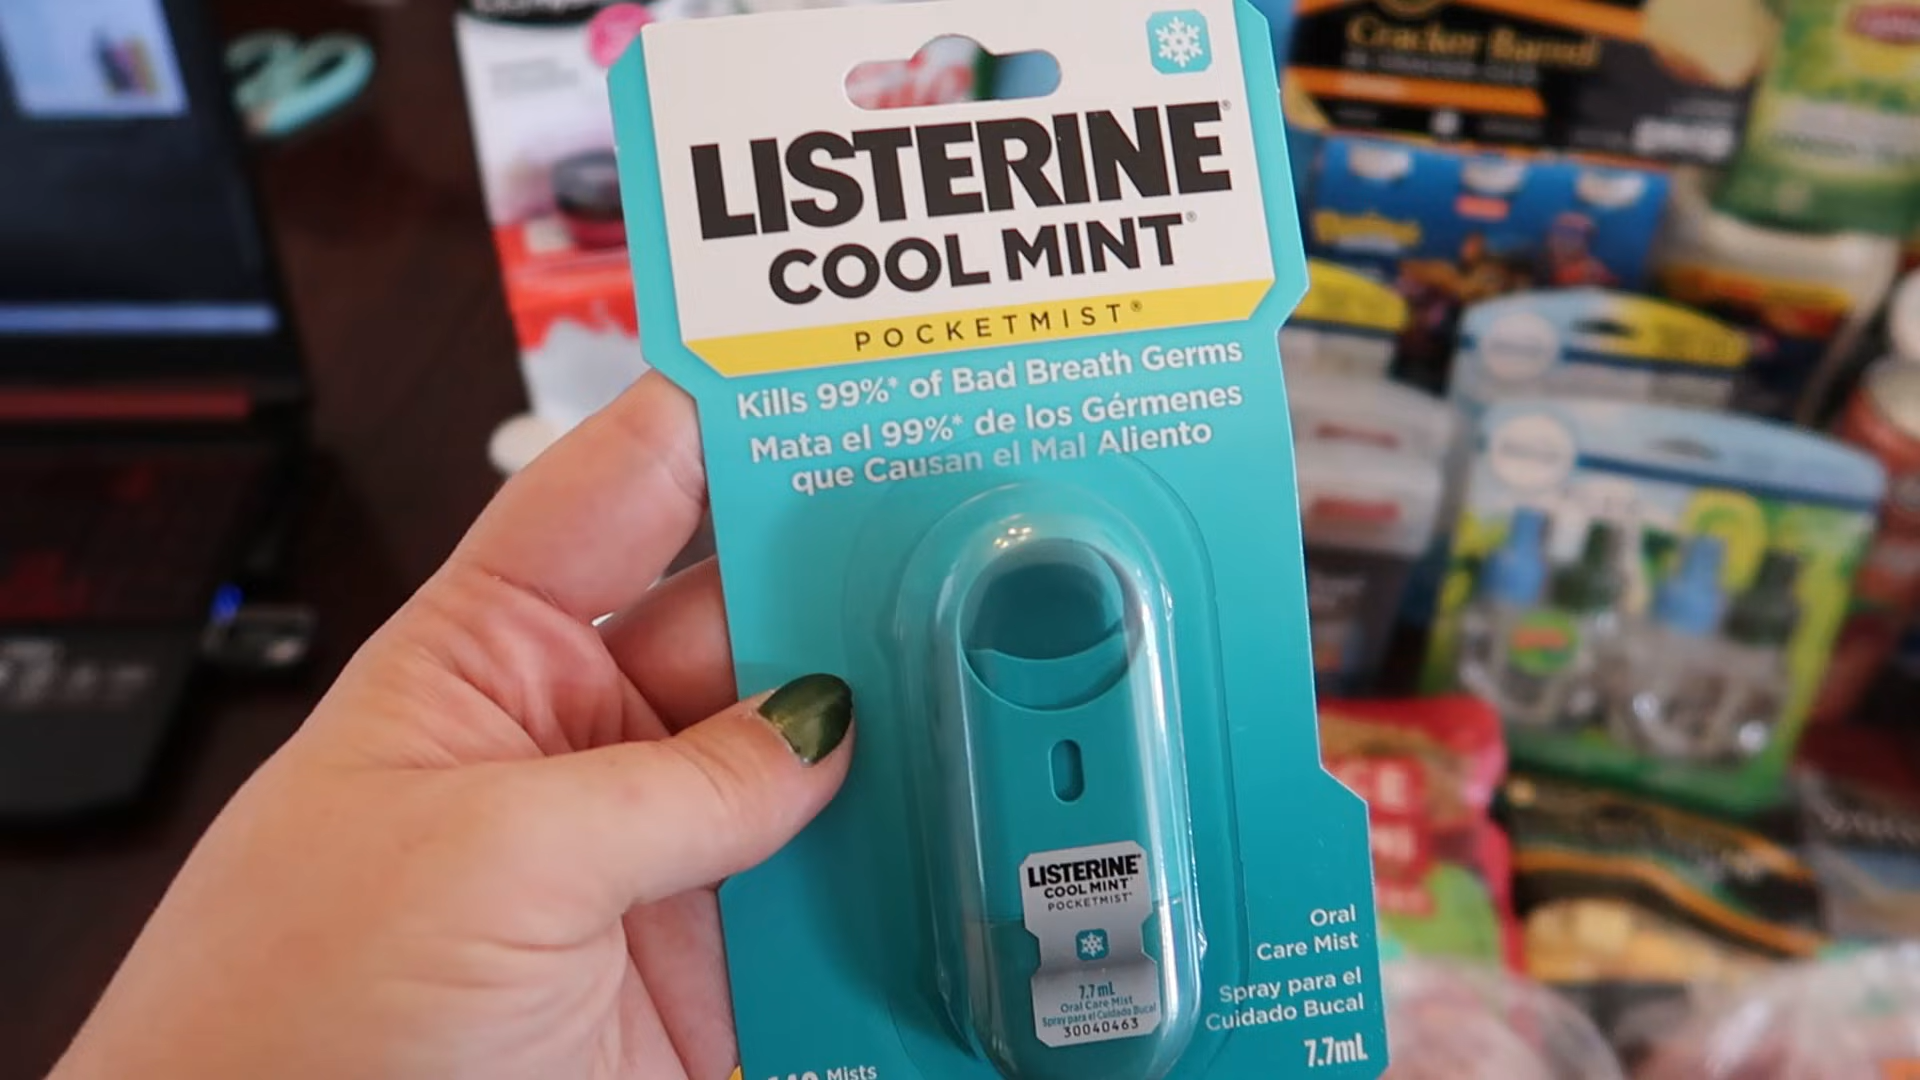 LISTERINE®
COOL MINT®
POCKETMIST®
Kills 99%* of Bad Breath Germs
Mata el 99%* de los Gérmenes
que Causan el Mal Aliento
LISTERINE®
COOL MINT®
POCKETMIST®
7.7 mL
Oral Care Mist
Spray para el Cuidado Bucal
30040463
Oral
Care Mist
Spray para el
Cuidado Bucal
7.7mL
Mists
Cracker Barrel